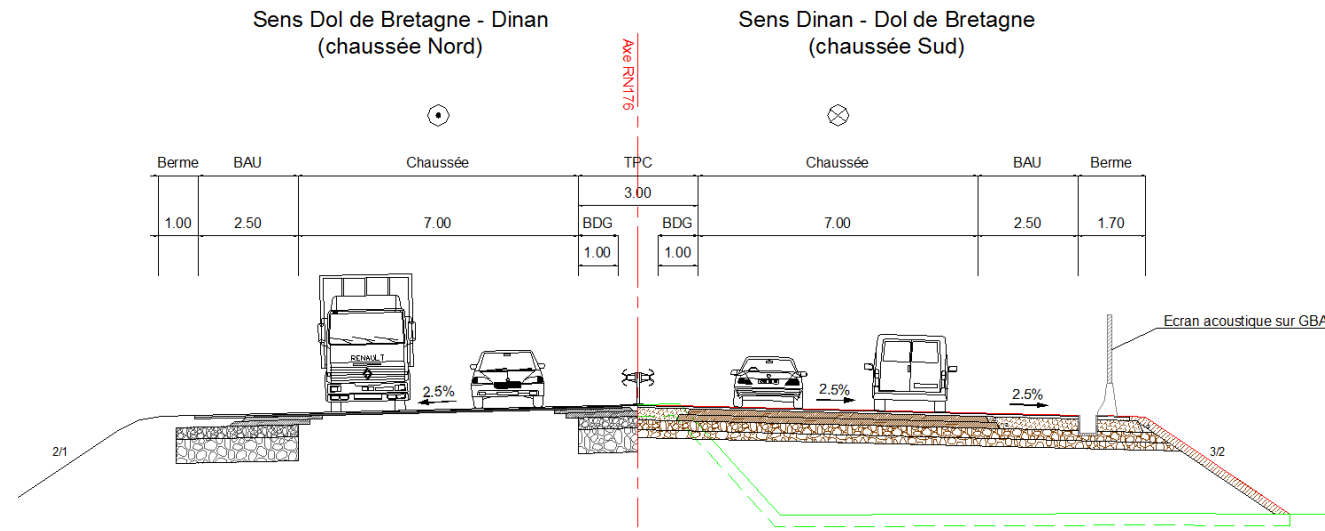 Sens Dol de Bretagne - Dinan
(chaussée Nord)
Sens Dinan - Dol de Bretagne
(chaussée Sud)
Axe RN176
Berme BAU Chaussée TPC Chaussée BAU Berme
3.00
1.00 2.50 7.00 BDG BDG 7.00 2.50 1.70
1.00 1.00
Ecran acoustique sur GBA
RENAULT
2.5% 2.5% 2.5%
2/1 3/2